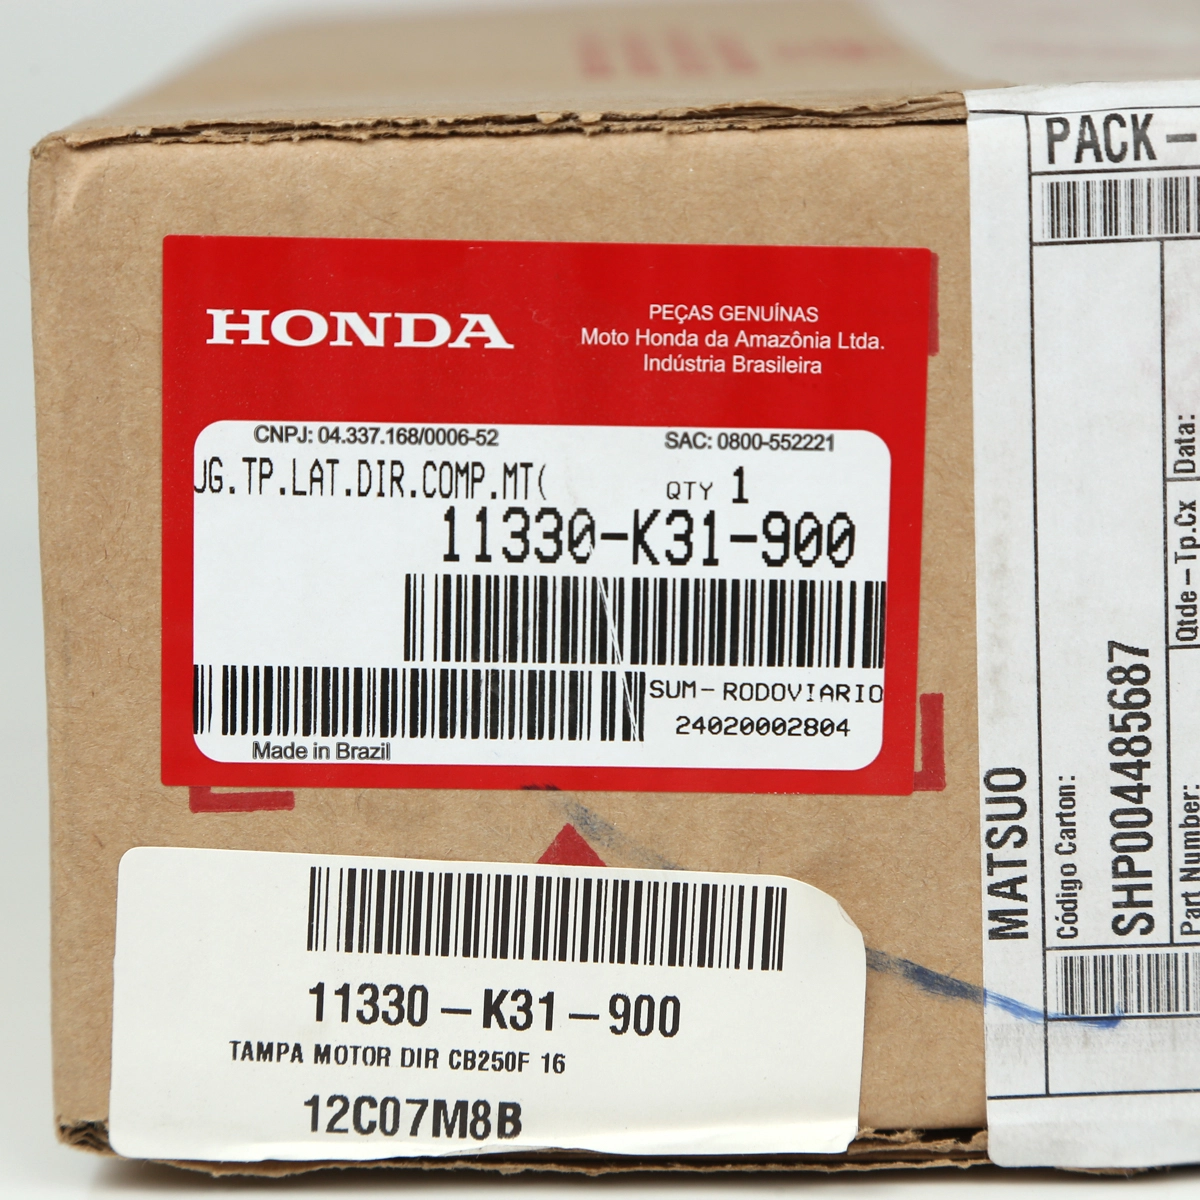 HONDA
PEÇAS GENUÍNAS
Moto Honda da Amazônia Ltda.
Indústria Brasileira
CNPJ: 04.337.168/0006-52
SAC: 0800-552221
JG.TP.LAT.DIR.COMP.MT(
QTY 1
11330-K31-900
SUM-RODOVIARIO
24020002804
Made in Brazil
11330-K31-900
TAMPA MOTOR DIR CB250F 16
12C07M8B
PACK-
MATSUO
Código Carton:
SHP00448568​7
Part Number:
Qtde-Tp.Cx
Data: